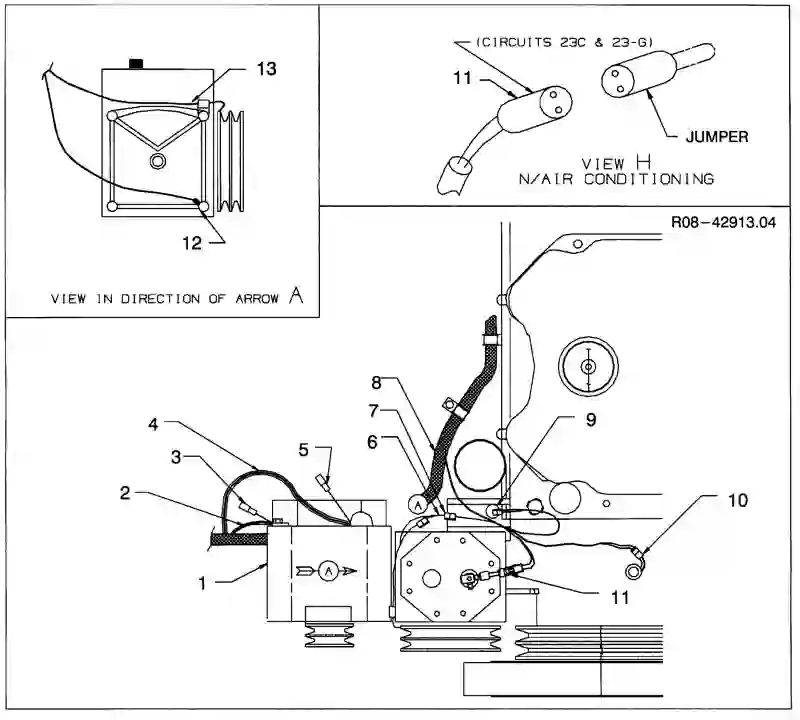 13
12
VIEW IN DIRECTION OF ARROW A
(CIRCUITS 23C & 23-G)
11
JUMPER
VIEW H
N/AIR CONDITIONING
R08-42913.04
8
7
6
9
4
5
3
2
1
A
A
10
11